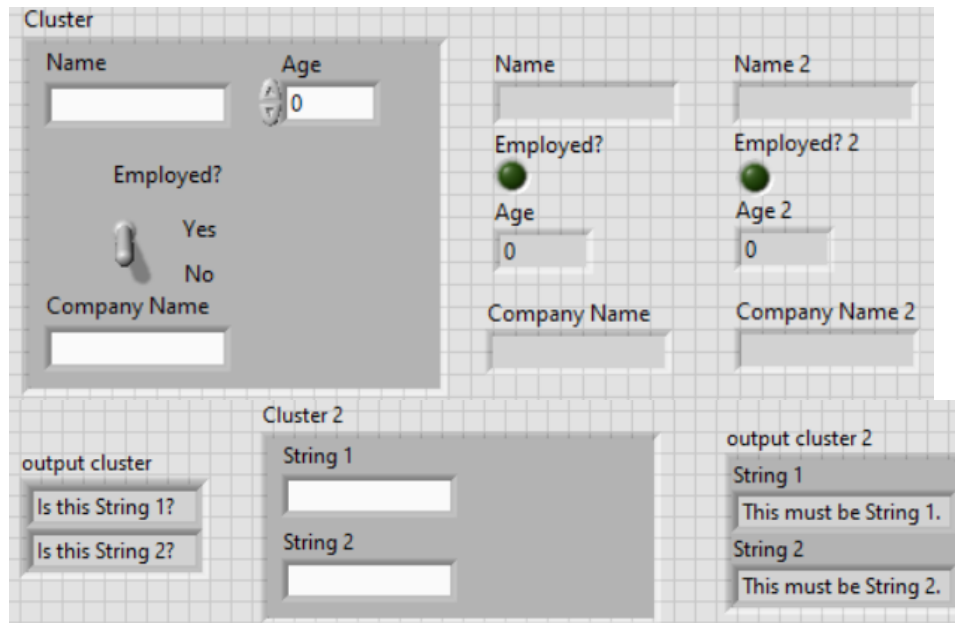 Cluster
Name
Age
0
Employed?
Yes
No
Company Name
Name
Name 2
Employed?
Employed? 2
Age
Age 2
0
0
Company Name
Company Name 2
output cluster
Is this String 1?
Is this String 2?
Cluster 2
String 1
String 2
output cluster 2
String 1
This must be String 1.
String 2
This must be String 2.